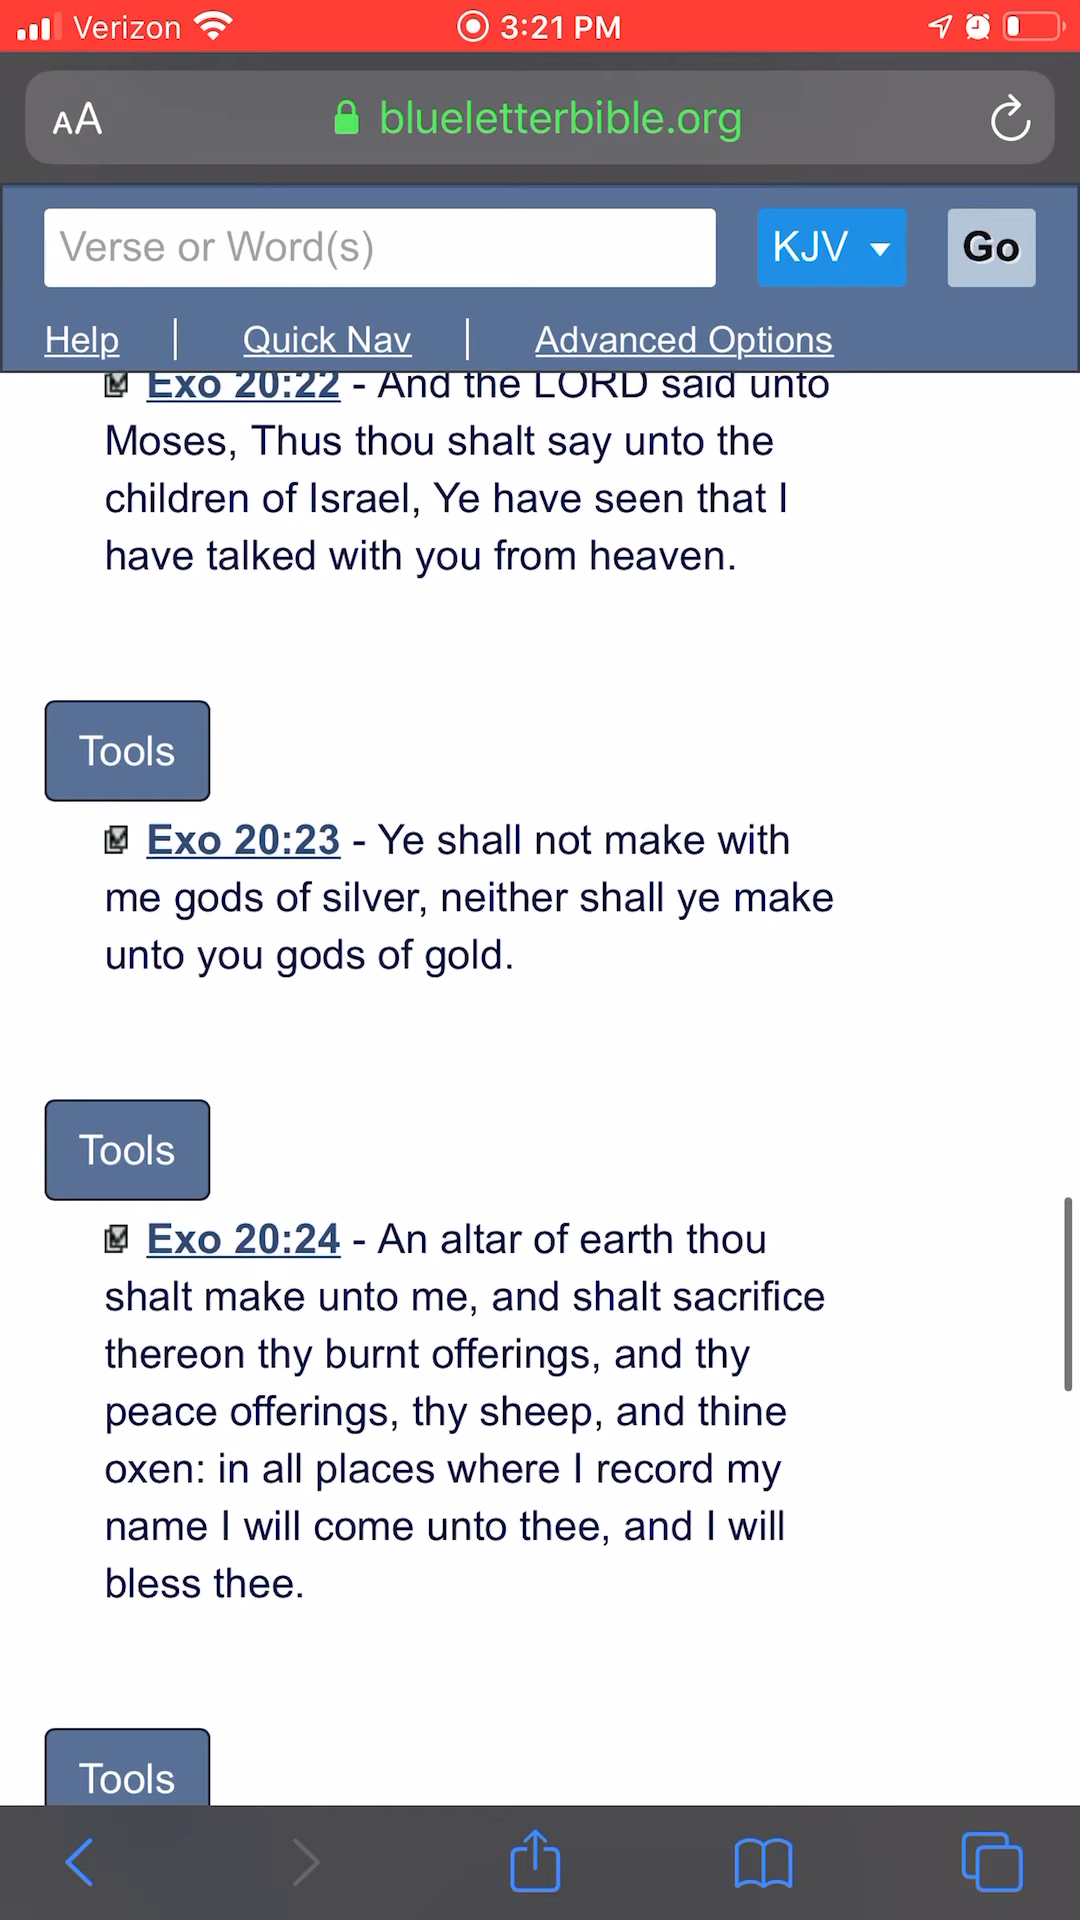 Verizon 3:21 PM
AA blueletterbible.org
Verse or Word(s) KJV Go
Help | Quick Nav | Advanced Options
Exo 20:22 - And the LORD said unto
Moses, Thus thou shalt say unto the
children of Israel, Ye have seen that I
have talked with you from heaven.
Tools
Exo 20:23 - Ye shall not make with
me gods of silver, neither shall ye make
unto you gods of gold.
Tools
Exo 20:24 - An altar of earth thou
shalt make unto me, and shalt sacrifice
thereon thy burnt offerings, and thy
peace offerings, thy sheep, and thine
oxen: in all places where I record my
name I will come unto thee, and I will
bless thee.
Tools